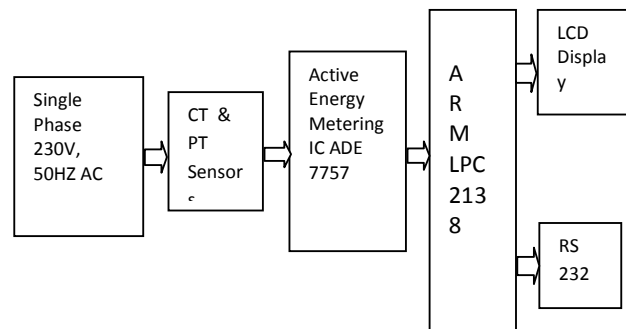 Single
Phase
230V,
50HZ AC
CT &
PT
Sensor
s
Active
Energy
Metering
IC ADE
7757
A
R
M
LPC
213
8
LCD
Displa
y
RS
232